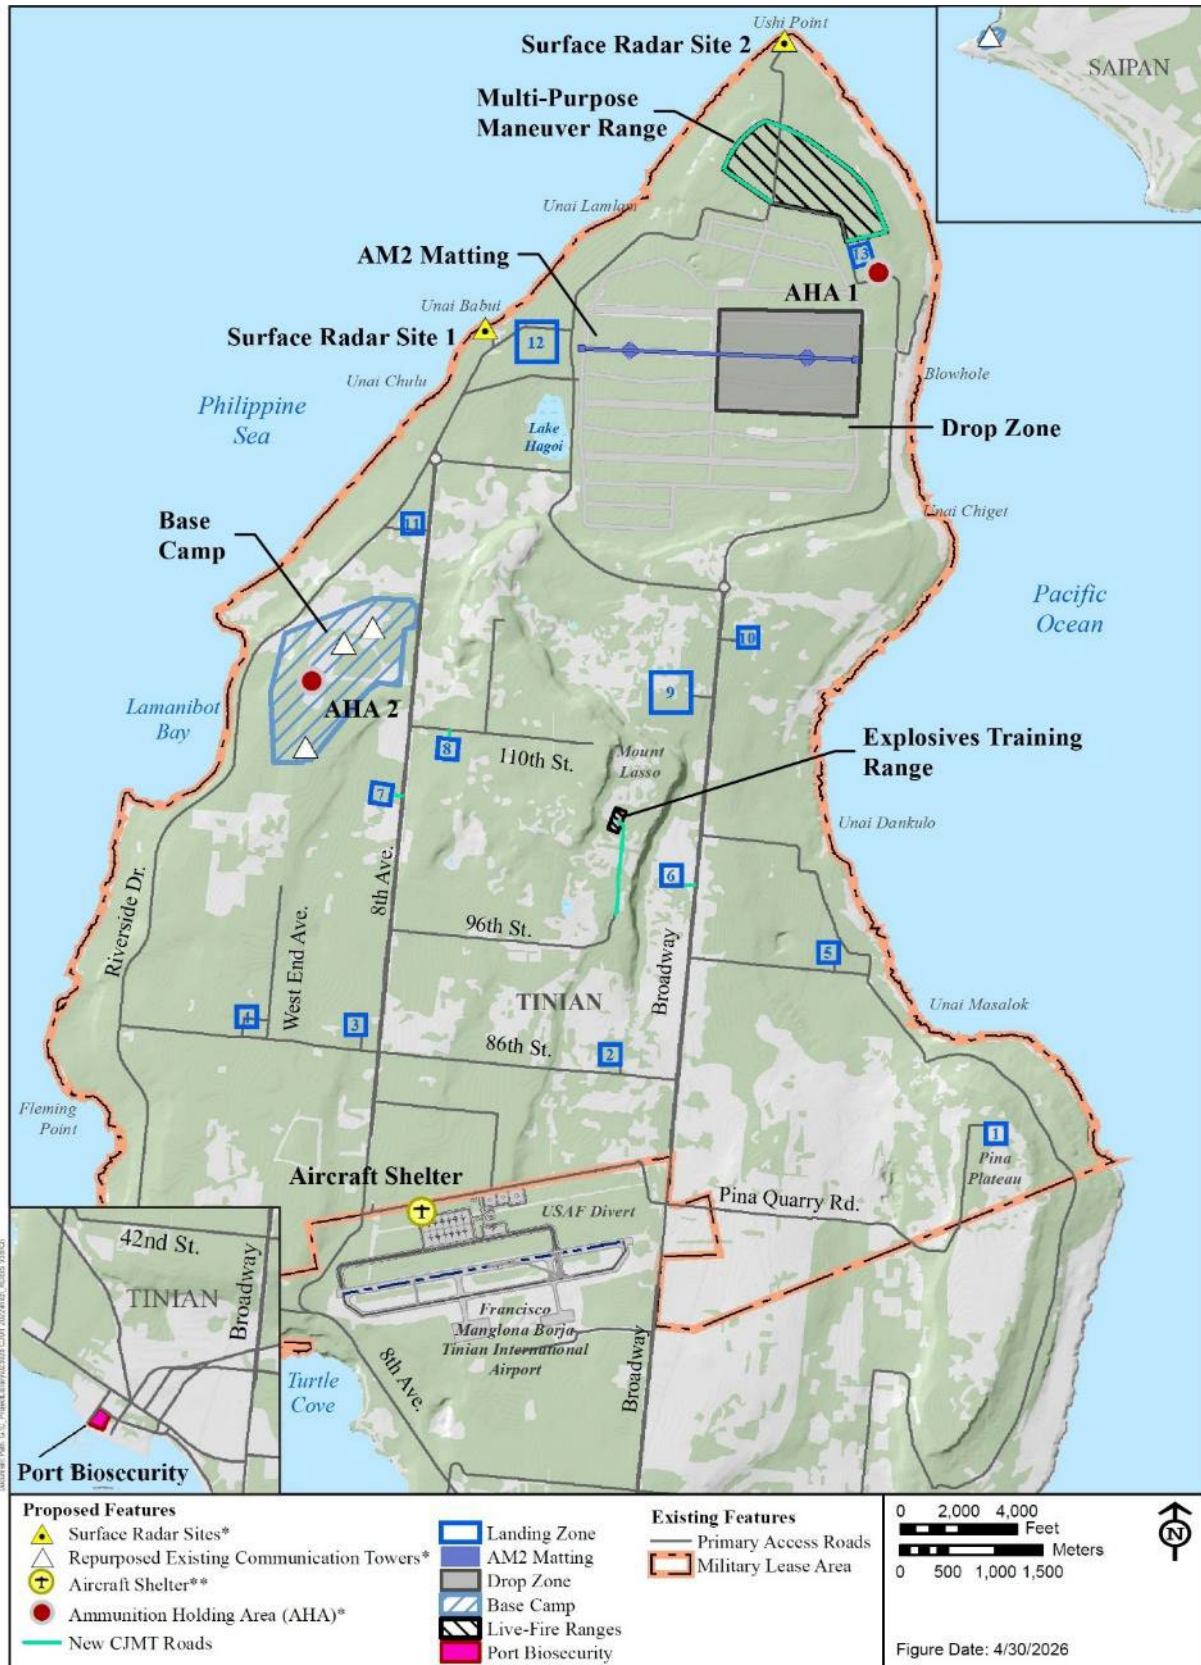 Ushi Point
Surface Radar Site 2
SAIPAN
Multi-Purpose
Maneuver Range
Unai Lamlam
AM2 Matting
13
AHA 1
Unai Babui
Surface Radar Site 1
12
Unai Chulu
Blowhole
Philippine
Sea
Lake
Hagoi
Drop Zone
Unai Chiget
Base
Camp
11
Pacific
Ocean
10
9
Lamanibot
Bay
AHA 2
8
110th St.
Mount
Lasso
Explosives Training
Range
7
Unai Dankulo
6
Riverside Dr.
8th Ave.
West End Ave.
96th St.
Broadway
5
TINIAN
Unai Masalok
4
3
86th St.
2
Fleming
Point
1
Pina
Plateau
Aircraft Shelter
USAF Divert
Pina Quarry Rd.
42nd St.
TINIAN
Broadway
Francisco
Manglona Borja
Tinian International
Airport
Turtle
Cove
8th Ave.
Broadway
Port Biosecurity
Proposed Features
Surface Radar Sites*
Repurposed Existing Communication Towers*
Aircraft Shelter**
Ammunition Holding Area (AHA)*
New CJMT Roads
Landing Zone
AM2 Matting
Drop Zone
Base Camp
Live-Fire Ranges
Port Biosecurity
Existing Features
Primary Access Roads
Military Lease Area
0 2,000 4,000
Feet
Meters
0 500 1,000 1,500
N
Figure Date: 4/30/2026